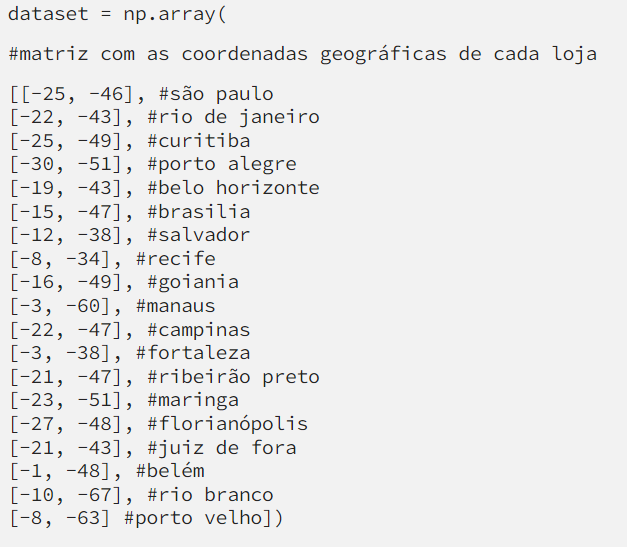 dataset = np.array(
#matriz com as coordenadas geográficas de cada loja
[[-25, -46], #são paulo
[-22, -43], #rio de janeiro
[-25, -49], #curitiba
[-30, -51], #porto alegre
[-19, -43], #belo horizonte
[-15, -47], #brasilia
[-12, -38], #salvador
[-8, -34], #recife
[-16, -49], #goiania
[-3, -60], #manaus
[-22, -47], #campinas
[-3, -38], #fortaleza
[-21, -47], #ribeirão preto
[-23, -51], #maringa
[-27, -48], #florianópolis
[-21, -43], #juiz de fora
[-1, -48], #belém
[-10, -67], #rio branco
[-8, -63] #porto velho])